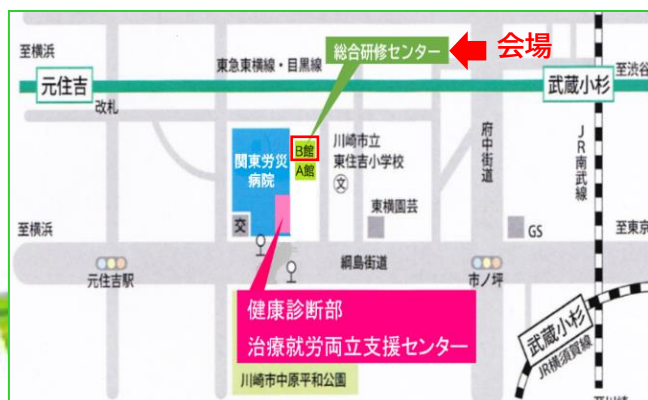 総合研修センター
会場
至横浜
元住吉
東急東横線・目黒線
武蔵小杉
至渋谷
改札
B館
A館
関東労災
病院
川崎市立
東住吉小学校
文
府中街道
JR南武線
東横園芸
交
GS
至横浜
至東京
綱島街道
元住吉駅
市ノ坪
健康診断部
治療就労両立支援センター
武蔵小杉
JR横須賀線
川崎市中原平和公園